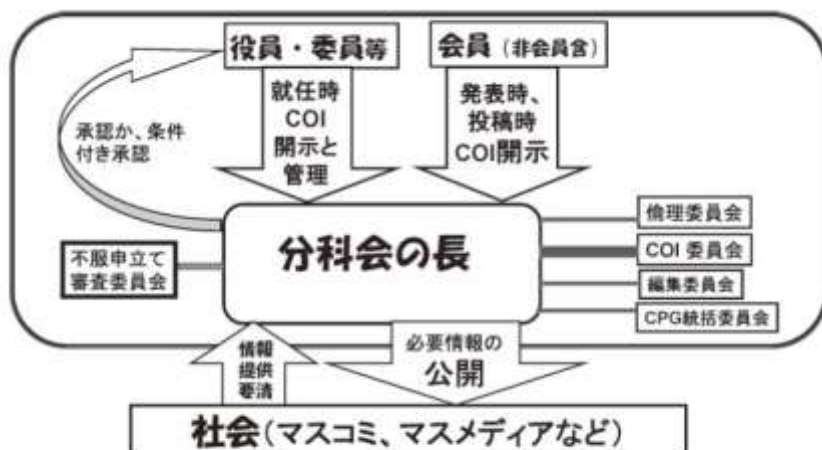 役員・委員等
会員（非会員含）
就任時
COI
開示と
管理
発表時、
投稿時
COI開示
承認か、条件
付き承認
分科会の長
不服申立て
審査委員会
倫理委員会
COI 委員会
編集委員会
CPG統括委員会
情報
提供
要請
必要情報の
公開
社会（マスコミ、マスメディアなど）